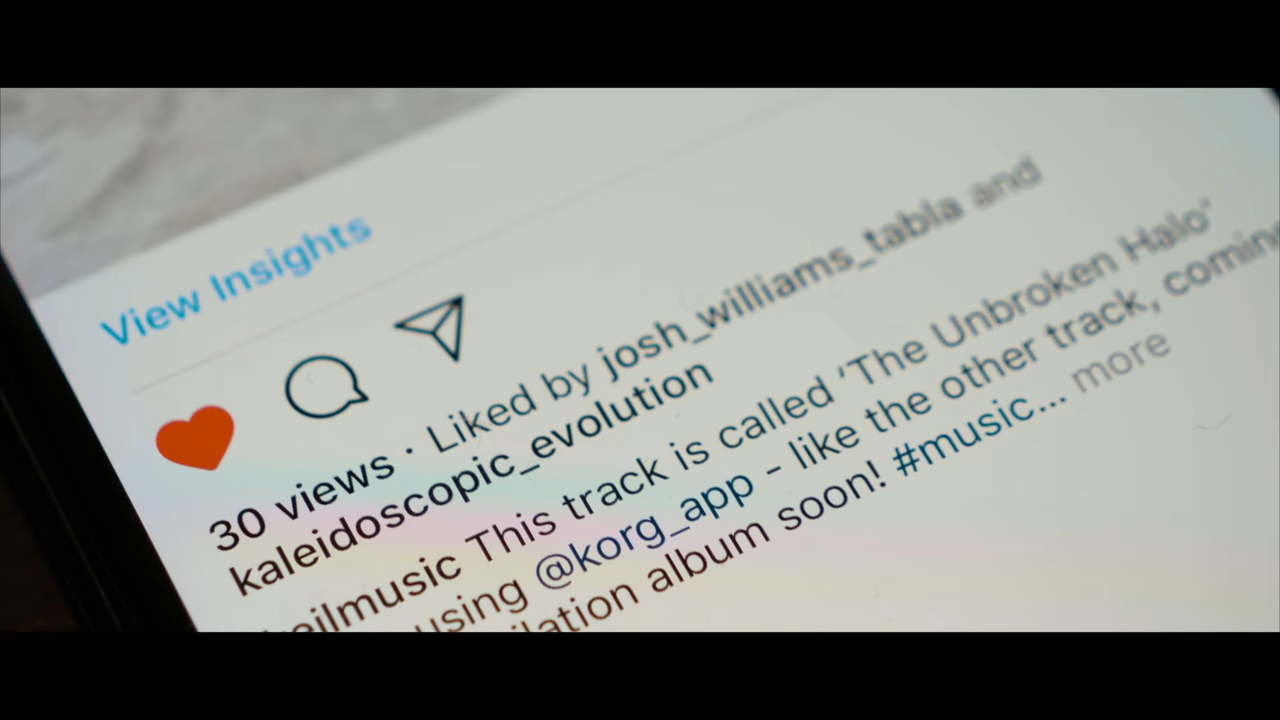 View Insights
30 views · Liked by josh_williams_tabla and
kaleidoscopic_evolution
This track is called ‘The Unbroken Halo’
using @korg_app - like the other track,
album soon! #music... more